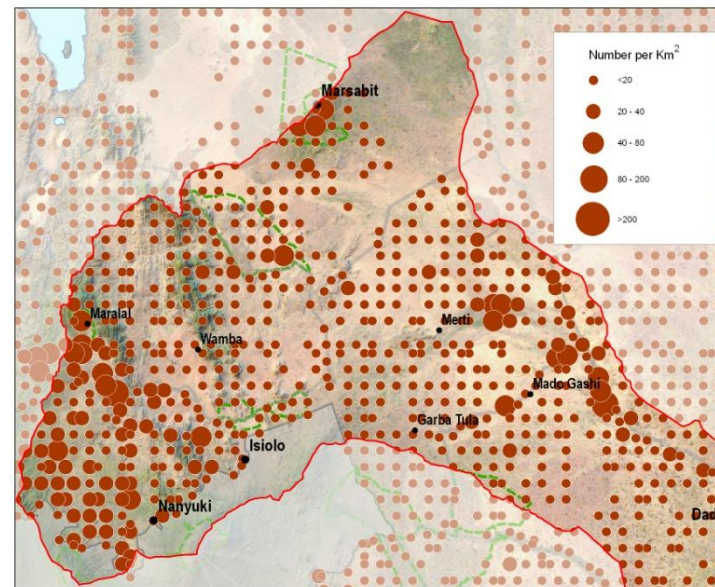 Number per Km2
<20
20 - 40
40 - 80
80 - 200
>200
Marsabit
Maralal
Wamba
Merti
Mado Gashi
Garba Tula
Isiolo
Nanyuki
Dad